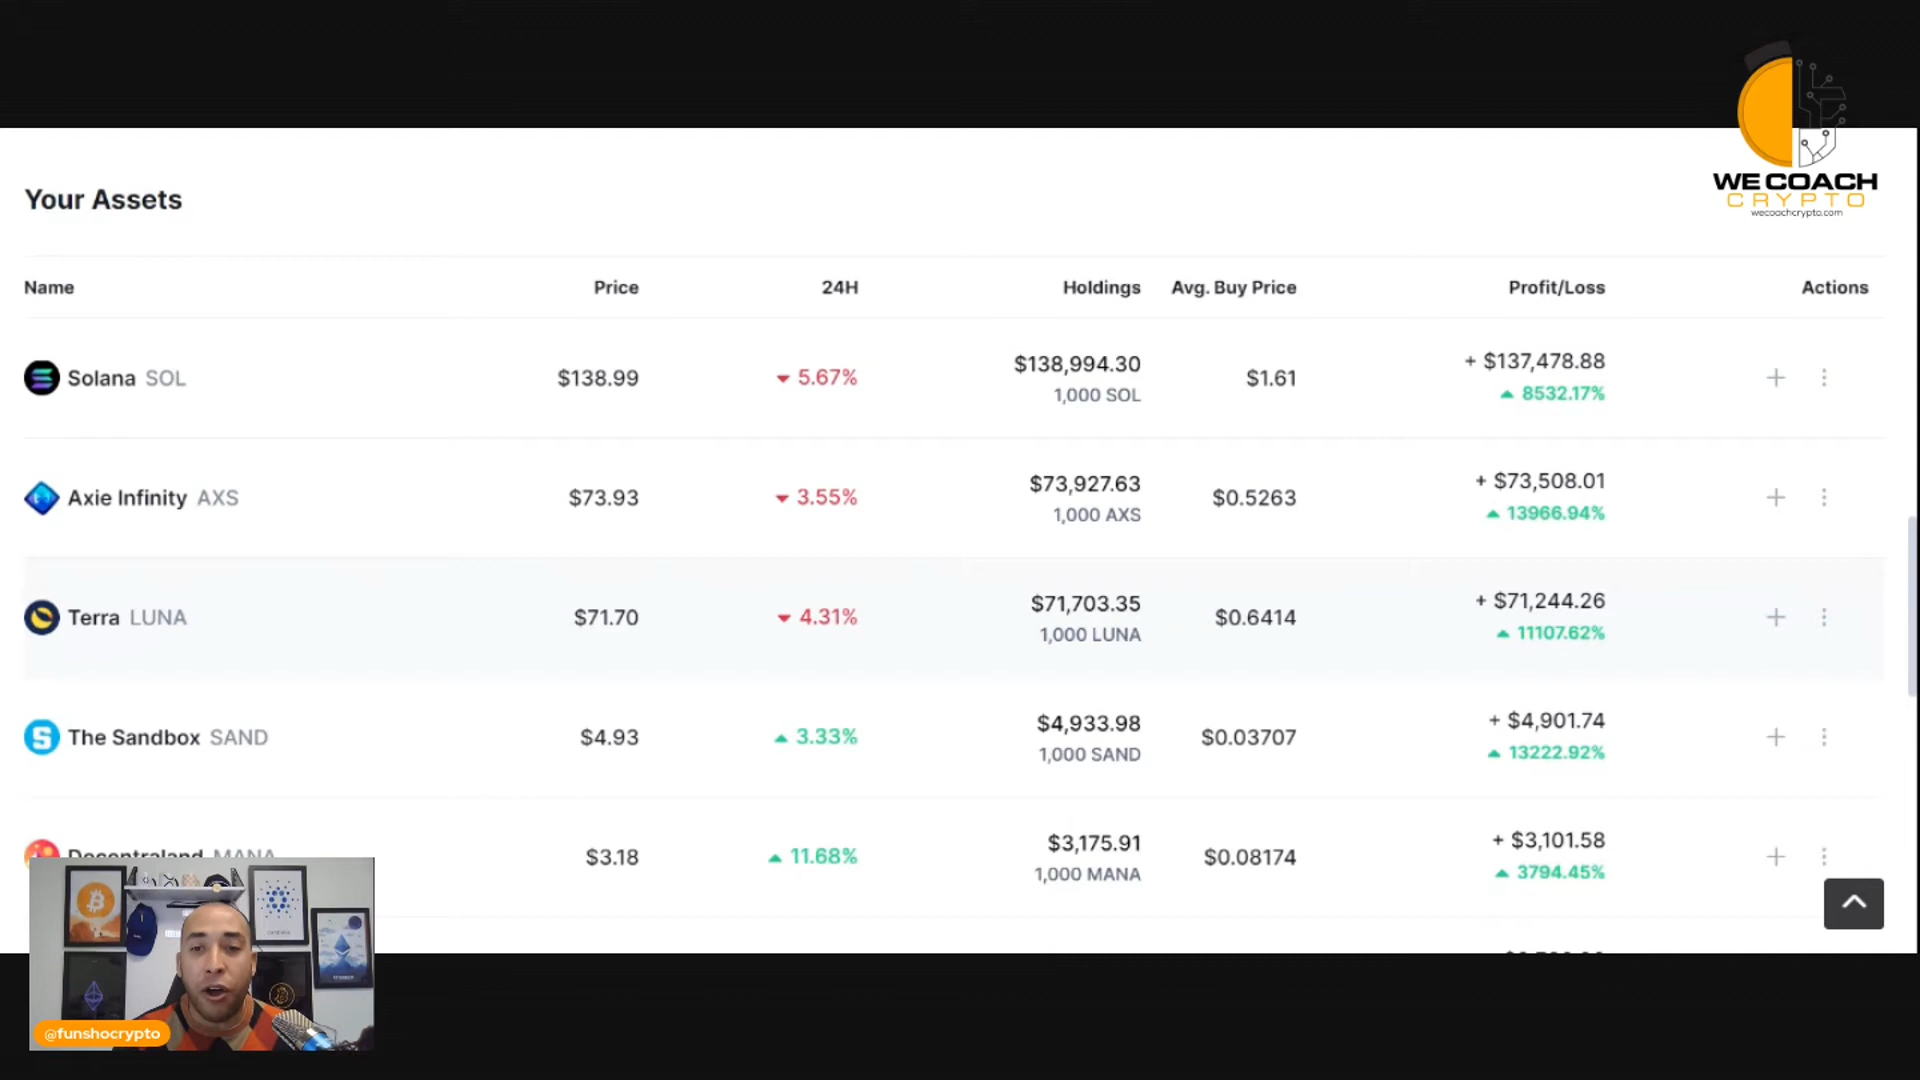 WE COACH
CRYPTO
wecoachcrypto.com
Your Assets
Name Price 24H Holdings Avg. Buy Price Profit/Loss Actions
Solana SOL $138.99 5.67% $138,994.30 $1.61 + $137,478.88
1,000 SOL 8532.17%
Axie Infinity AXS $73.93 3.55% $73,927.63 $0.5263 + $73,508.01
1,000 AXS 13966.94%
Terra LUNA $71.70 4.31% $71,703.35 $0.6414 + $71,244.26
1,000 LUNA 11107.62%
The Sandbox SAND $4.93 3.33% $4,933.98 $0.03707 + $4,901.74
1,000 SAND 13222.92%
Decentraland MANA $3.18 11.68% $3,175.91 $0.08174 + $3,101.58
1,000 MANA 3794.45%
@funshocrypto